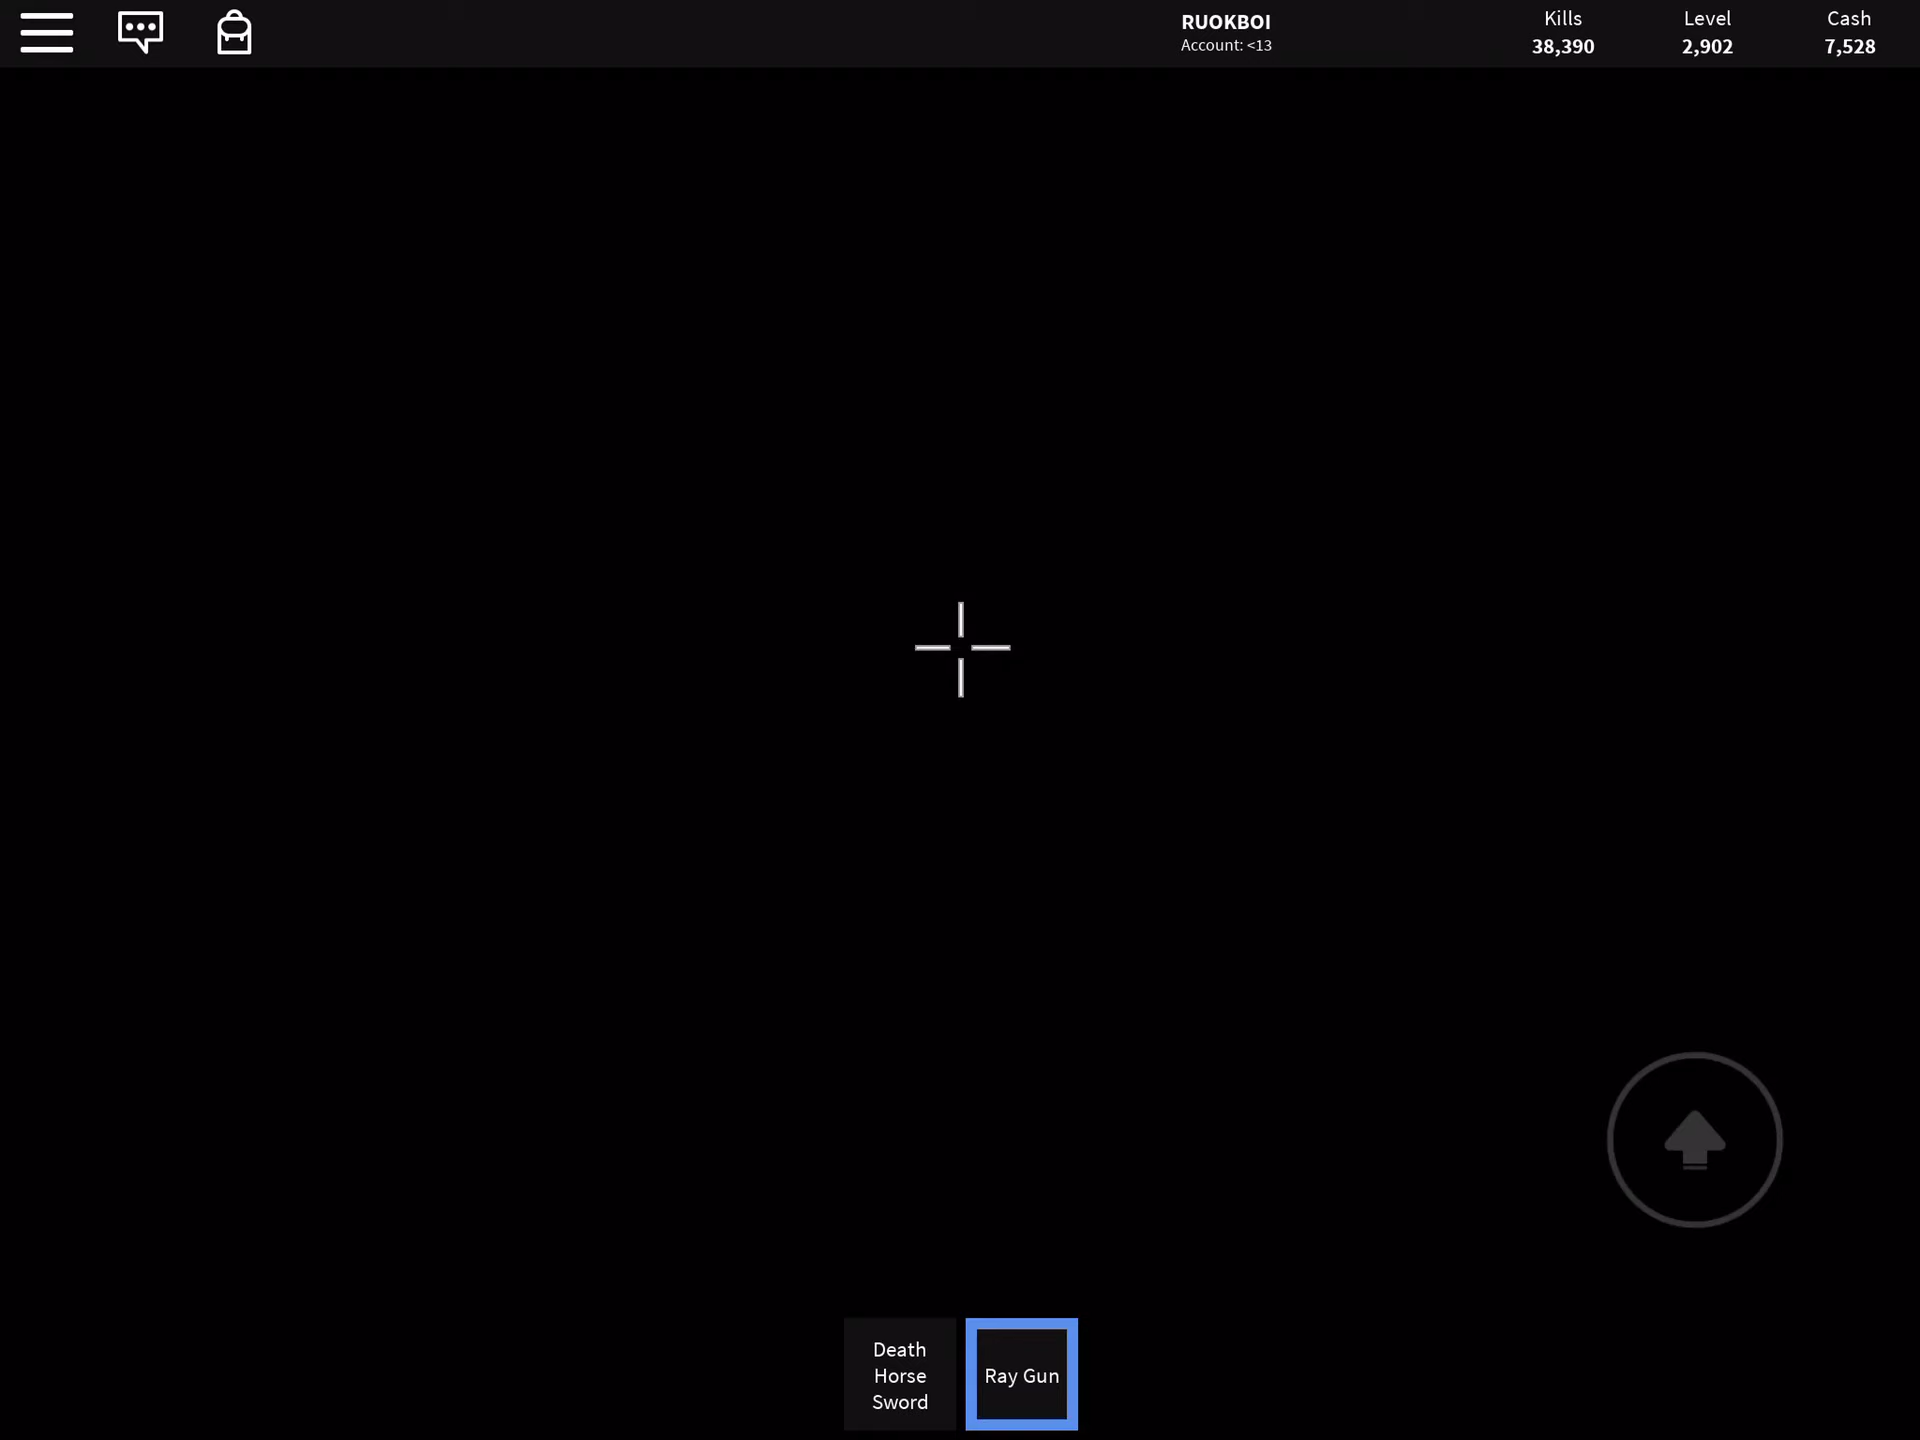 RUOKBOI
Account: <13
Kills
38,390
Level
2,902
Cash
7,528
Death
Horse
Sword
Ray Gun